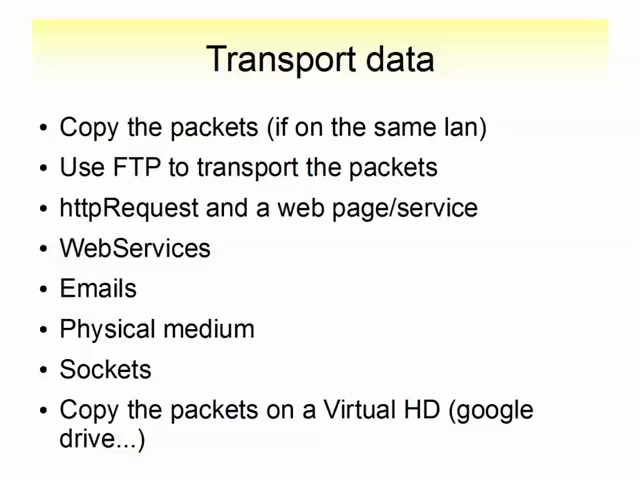 Transport data
• Copy the packets (if on the same lan)
• Use FTP to transport the packets
• httpRequest and a web page/service
• WebServices
• Emails
• Physical medium
• Sockets
• Copy the packets on a Virtual HD (google
drive...)